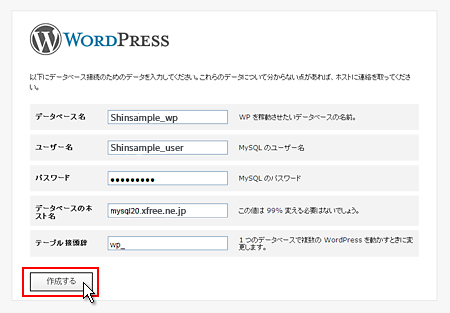 WORDPRESS
以下にデータベース接続のためのデータを入力してください。これらのデータについて分からない点があれば、ホストに連絡を取ってください。
データベース名 Shinsample_wp WP を稼動させたいデータベースの名前。
ユーザー名 Shinsample_user MySQL のユーザー名
パスワード ●●●●●●●●● MySQL のパスワード
データベースのホスト名 mysql20.xfree.ne.jp この値は 99% 変える必要はないでしょう。
テーブル接頭辞 wp_ 1 つのデータベースで複数の WordPress を動かすときに変更します。
作成する